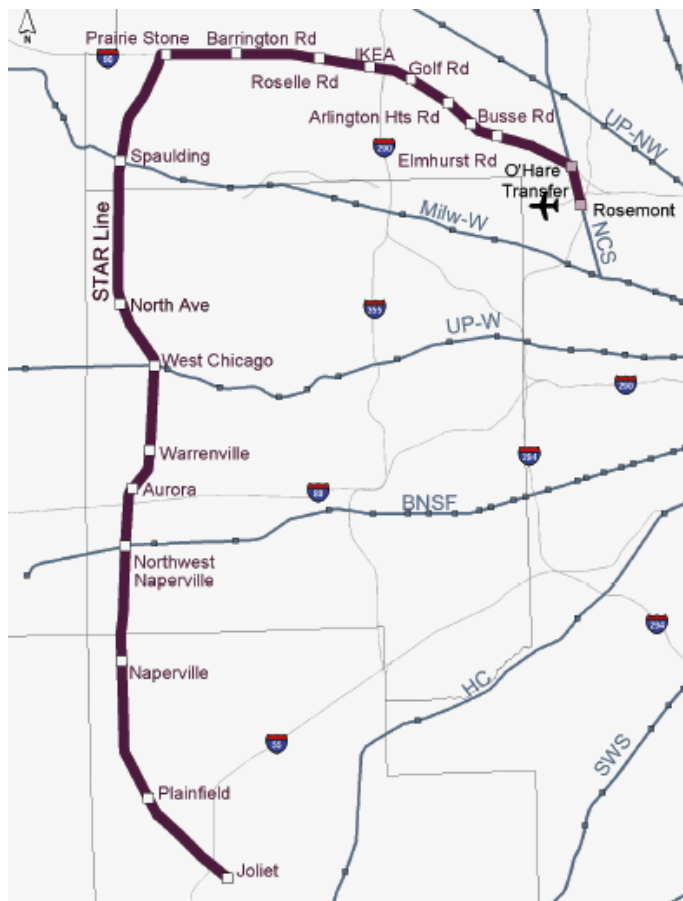 N
Prairie Stone
Barrington Rd
90
Roselle Rd
IKEA
Golf Rd
Arlington Hts Rd
Busse Rd
UP-NW
290
Elmhurst Rd
Spaulding
O'Hare
Transfer
Rosemont
Milw-W
NCS
STAR Line
North Ave
355
UP-W
West Chicago
290
Warrenville
294
Aurora
88
BNSF
Northwest
Naperville
294
Naperville
HC
55
SWS
Plainfield
Joliet